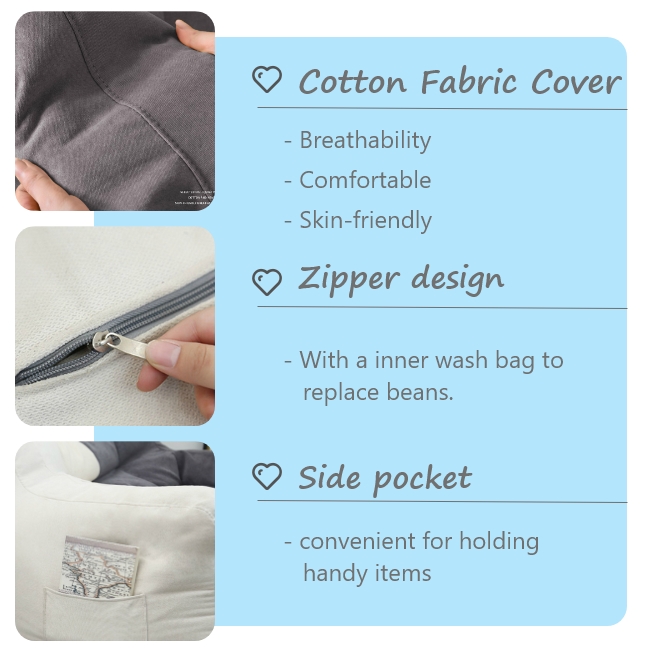 Cotton Fabric Cover
- Breathability
- Comfortable
- Skin-friendly
Zipper design
- With a inner wash bag to
replace beans.
Side pocket
- convenient for holding
handy items